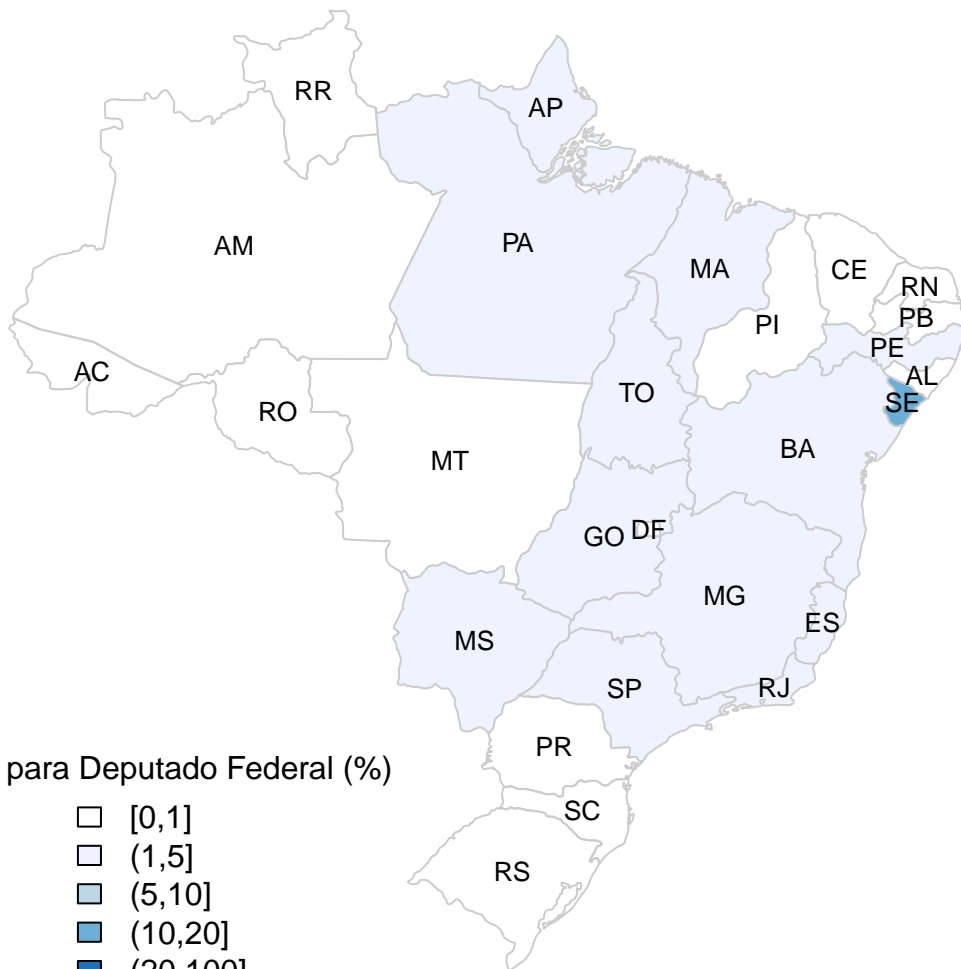 RR
AP
AM
PA
MA
CE
RN
PB
PI
PE
AC
AL
TO
SE
RO
BA
MT
DF
GO
MG
ES
MS
SP
RJ
PR
para Deputado Federal (%)
[0,1]
SC
(1,5]
RS
(5,10]
(10,20]
(20,100]